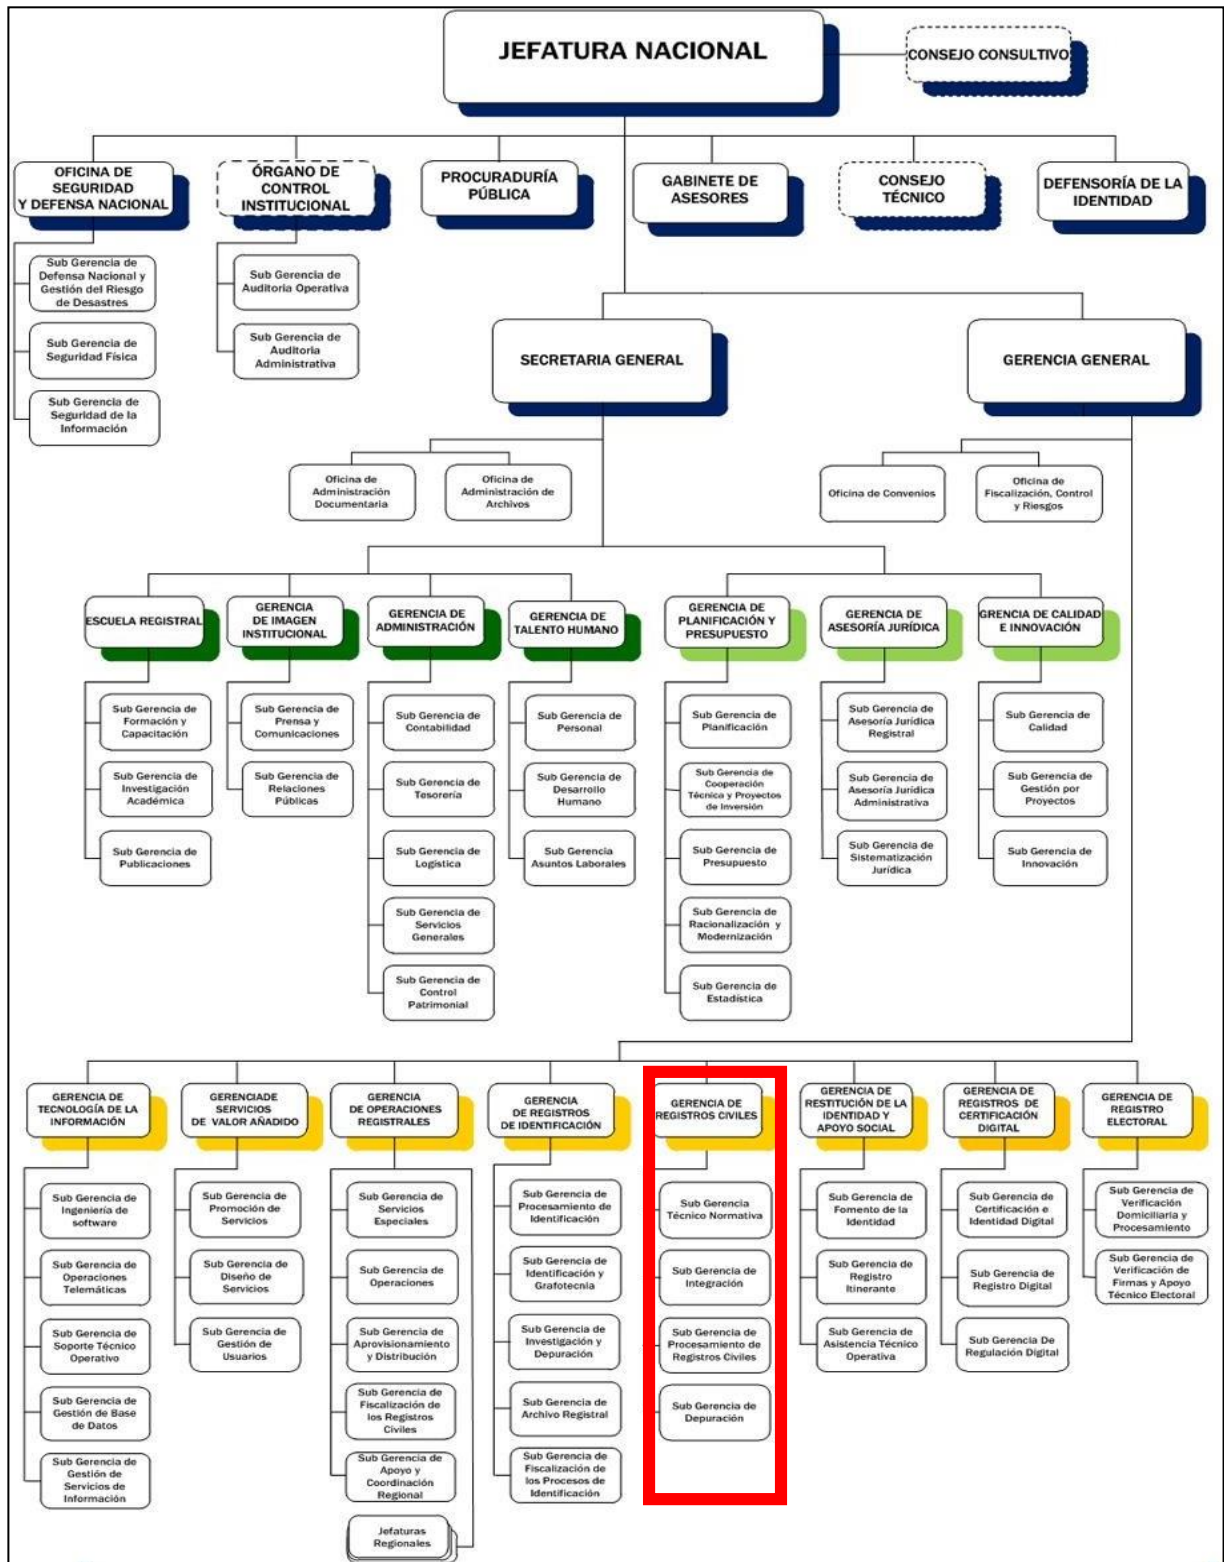 JEFATURA NACIONAL
CONSEJO CONSULTIVO
OFICINA DE
SEGURIDAD
Y DEFENSA NACIONAL
ÓRGANO DE
CONTROL
INSTITUCIONAL
PROCURADURÍA
PÚBLICA
GABINETE DE
ASESORES
CONSEJO
TÉCNICO
DEFENSORÍA DE LA
IDENTIDAD
Sub Gerencia de
Defensa Nacional y
Gestión del Riesgo
de Desastres
Sub Gerencia de
Seguridad Física
Sub Gerencia de
Seguridad de la
Información
Sub Gerencia de
Auditoria Operativa
Sub Gerencia de
Auditoria
Administrativa
SECRETARIA GENERAL
GERENCIA GENERAL
Oficina de
Administración
Documentaria
Oficina de
Administración de
Archivos
Oficina de Convenios
Oficina de
Fiscalización, Control
y Riesgos
ESCUELA REGISTRAL
GERENCIA
DE IMAGEN
INSTITUCIONAL
GERENCIA DE
ADMINISTRACIÓN
GERENCIA DE
TALENTO HUMANO
GERENCIA DE
PLANIFICACIÓN Y
PRESUPUESTO
GERENCIA DE
ASESORÍA JURÍDICA
GRENCIA DE CALIDAD
E INNOVACIÓN
Sub Gerencia de
Formación y
Capacitación
Sub Gerencia de
Investigación
Académica
Sub Gerencia de
Publicaciones
Sub Gerencia de
Prensa y
Comunicaciones
Sub Gerencia de
Relaciones
Públicas
Sub Gerencia de
Contabilidad
Sub Gerencia de
Tesorería
Sub Gerencia de
Logística
Sub Gerencia de
Servicios
Generales
Sub Gerencia de
Control
Patrimonial
Sub Gerencia de
Personal
Sub Gerencia de
Desarrollo
Humano
Sub Gerencia
Asuntos Laborales
Sub Gerencia de
Planificación
Sub Gerencia de
Cooperación
Técnica y Proyectos
de Inversión
Sub Gerencia de
Presupuesto
Sub Gerencia de
Racionalización y
Modernización
Sub Gerencia de
Estadística
Sub Gerencia de
Asesoría Jurídica
Registral
Sub Gerencia de
Asesoría Jurídica
Administrativa
Sub Gerencia de
Sistematización
Jurídica
Sub Gerencia de
Calidad
Sub Gerencia de
Gestión por
Proyectos
Sub Gerencia de
Innovación
GERENCIA DE
TECNOLOGÍA DE LA
INFORMACIÓN
GERENCIADE
SERVICIOS
DE VALOR AÑADIDO
GERENCIA
DE OPERACIONES
REGISTRALES
GERENCIA
DE REGISTROS
DE IDENTIFICACIÓN
GERENCIA DE
REGISTROS CIVILES
GERENCIA DE
RESTITUCIÓN DE LA
IDENTIDAD Y
APOYO SOCIAL
GERENCIA DE
REGISTROS DE
CERTIFICACIÓN
DIGITAL
GERENCIA DE
REGISTRO
ELECTORAL
Sub Gerencia de
Ingeniería de
software
Sub Gerencia de
Operaciones
Telemáticas
Sub Gerencia de
Soporte Técnico
Operativo
Sub Gerencia de
Gestión de Base
de Datos
Sub Gerencia de
Gestión de
Servicios de
Información
Sub Gerencia de
Promoción de
Servicios
Sub Gerencia de
Diseño de
Servicios
Sub Gerencia de
Gestión de
Usuarios
Sub Gerencia de
Servicios
Especiales
Sub Gerencia de
Operaciones
Sub Gerencia de
Aprovisionamiento
y Distribución
Sub Gerencia de
Fiscalización de
los Registros
Civiles
Sub Gerencia de
Apoyo y
Coordinación
Regional
Jefaturas
Regionales
Sub Gerencia de
Procesamiento de
Identificación
Sub Gerencia de
Identificación y
Grafotecnia
Sub Gerencia de
Investigación y
Depuración
Sub Gerencia de
Archivo Registral
Sub Gerencia de
Fiscalización de
los Procesos de
Identificación
Sub Gerencia
Técnico Normativa
Sub Gerencia de
Integración
Sub Gerencia de
Procesamiento de
Registros Civiles
Sub Gerencia de
Depuración
Sub Gerencia de
Fomento de la
Identidad
Sub Gerencia de
Registro
Itinerante
Sub Gerencia de
Asistencia Técnico
Operativa
Sub Gerencia de
Certificación e
Identidad Digital
Sub Gerencia de
Registro Digital
Sub Gerencia De
Regulación Digital
Sub Gerencia de
Verificación
Domiciliaria y
Procesamiento
Sub Gerencia de
Verificación de
Firmas y Apoyo
Técnico Electoral